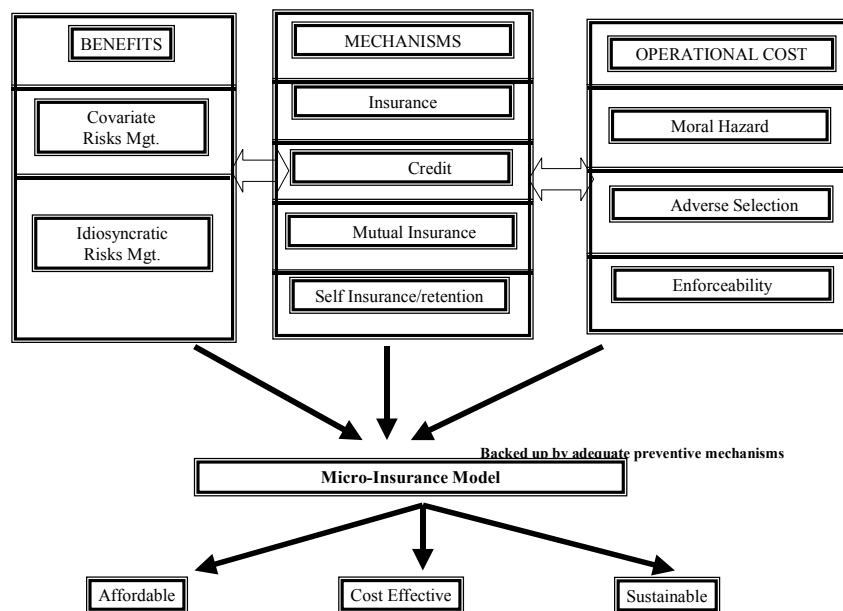 BENEFITS
Covariate
Risks Mgt.
Idiosyncratic
Risks Mgt.
MECHANISMS
Insurance
Credit
Mutual Insurance
Self Insurance/retention
OPERATIONAL COST
Moral Hazard
Adverse Selection
Enforceability
Backed up by adequate preventive mechanisms
Micro-Insurance Model
Affordable
Cost Effective
Sustainable